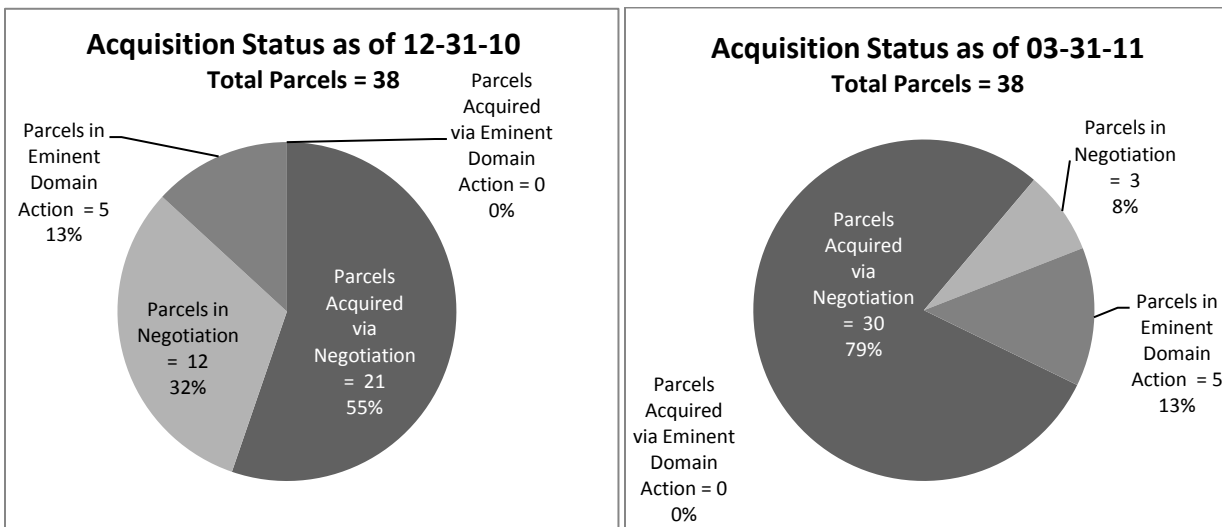 Acquisition Status as of 12-31-10
Total Parcels = 38
Parcels
Acquired
via Eminent
Domain
Action = 0
0%
Parcels in
Eminent
Domain
Action = 5
13%
Parcels in
Negotiation
= 12
32%
Parcels
Acquired
via
Negotiation
= 21
55%
Acquisition Status as of 03-31-11
Total Parcels = 38
Parcels in
Negotiation
= 3
8%
Parcels
Acquired
via
Negotiation
= 30
79%
Parcels in
Eminent
Domain
Action = 5
13%
Parcels
Acquired
via Eminent
Domain
Action = 0
0%